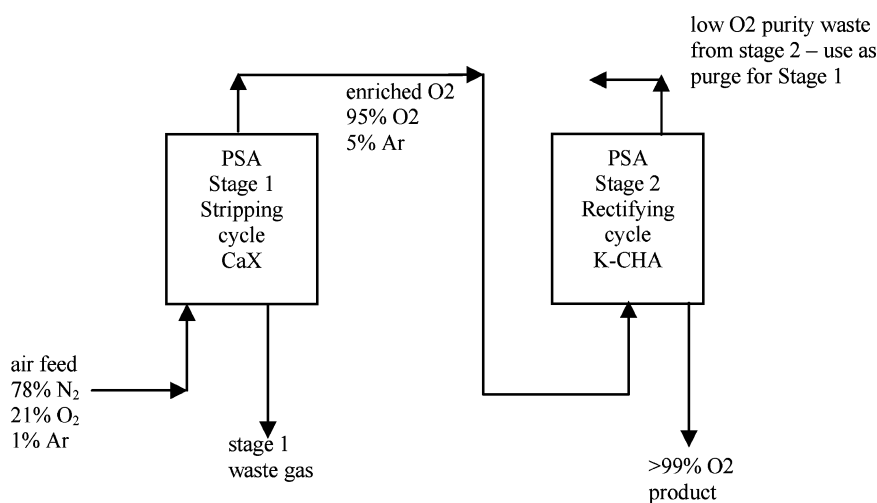 low O2 purity waste
from stage 2 – use as
purge for Stage 1
enriched O2
95% O2
5% Ar
PSA
Stage 1
Stripping
cycle
CaX
PSA
Stage 2
Rectifying
cycle
K-CHA
air feed
78% N₂
21% O₂
1% Ar
stage 1
waste gas
>99% O2
product